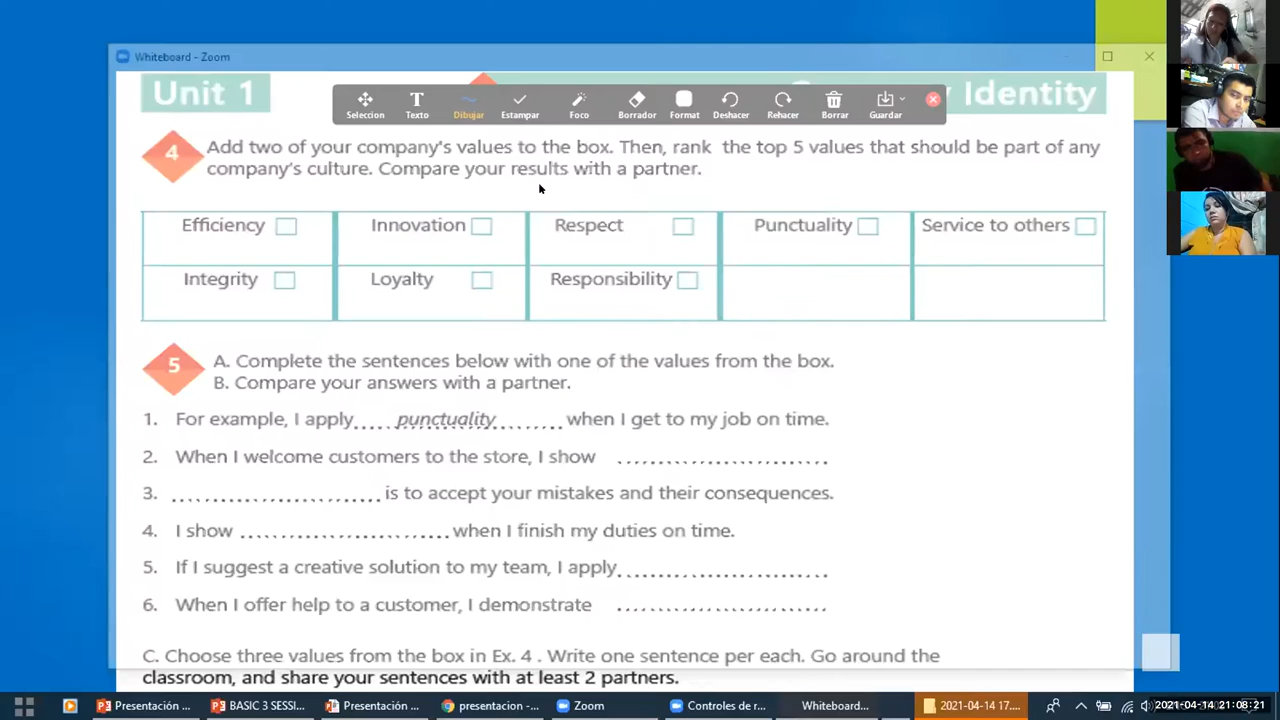 Whiteboard - Zoom
Unit 1
Identity
Seleccion
Texto
Dibujar
Estampar
Foco
Borrador
Format
Deshacer
Rehacer
Borrar
Guardar
4
Add two of your company's values to the box. Then, rank the top 5 values that should be part of any
company's culture. Compare your results with a partner.
Efficiency
Innovation
Respect
Punctuality
Service to others
Integrity
Loyalty
Responsibility
5
A. Complete the sentences below with one of the values from the box.
B. Compare your answers with a partner.
1. For example, I apply.....punctuality.......... when I get to my job on time.
2. When I welcome customers to the store, I show ..............................
3. .............................. is to accept your mistakes and their consequences.
4. I show .............................. when I finish my duties on time.
5. If I suggest a creative solution to my team, I apply..............................
6. When I offer help to a customer, I demonstrate ..............................
C. Choose three values from the box in Ex. 4 . Write one sentence per each. Go around the
classroom, and share your sentences with at least 2 partners.
Presentación
BASIC 3 SESSI...
Presentación ...
presentacion -...
Zoom
Controles de r...
Whiteboard...
2021-04-14 17....
2021-04-14 21:08:21